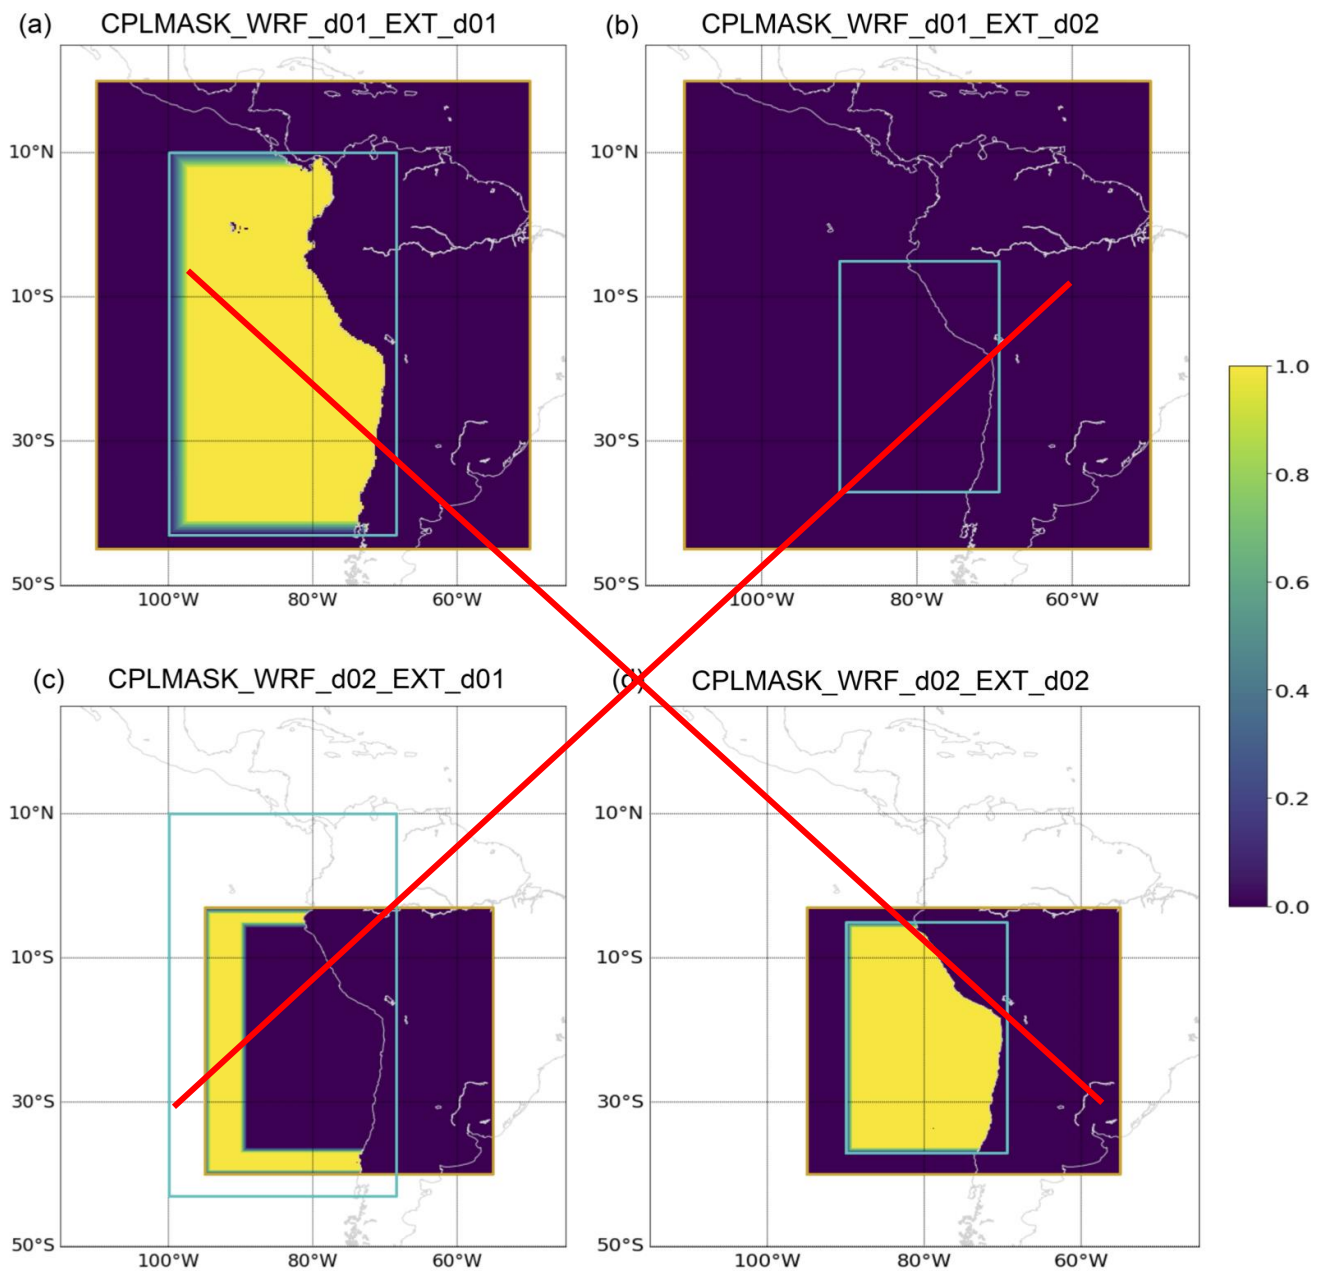 (a) CPLMASK_WRF_d01_EXT_d01
(b) CPLMASK_WRF_d01_EXT_d02
10°N
10°S
30°S
50°S
100°W 80°W 60°W
10°N
10°S
30°S
50°S
100°W 80°W 60°W
1.0
0.8
0.6
0.4
0.2
0.0
(c) CPLMASK_WRF_d02_EXT_d01
(d) CPLMASK_WRF_d02_EXT_d02
10°N
10°S
30°S
50°S
100°W 80°W 60°W
10°N
10°S
30°S
50°S
100°W 80°W 60°W